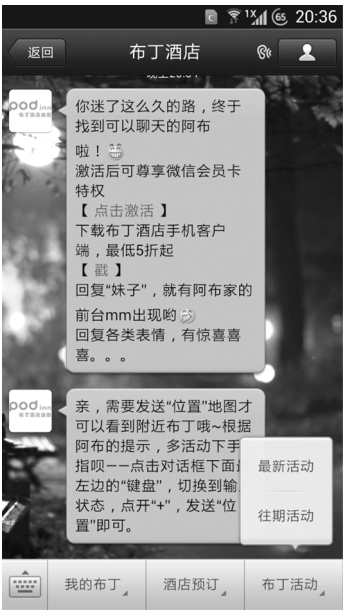 20:36
1X
65
返回
布丁酒店
pod inn
你迷了这么久的路，终于
找到可以聊天的阿布
啦！
激活后可尊享微信会员卡
特权
【 点击激活 】
下载布丁酒店手机客户
端，最低5折起
【 戳 】
回复“妹子”，就有阿布家的
前台mm出现哟
回复各类表情，有惊喜喜
喜。。。
pod inn
亲，需要发送“位置”地图才
可以看到附近布丁哦~根据
阿布的提示，多活动下手
指呗——点击对话框下面
左边的“键盘”，切换到输
状态，点开“+”，发送“位
置”即可。
最新活动
往期活动
我的布丁
酒店预订
布丁活动